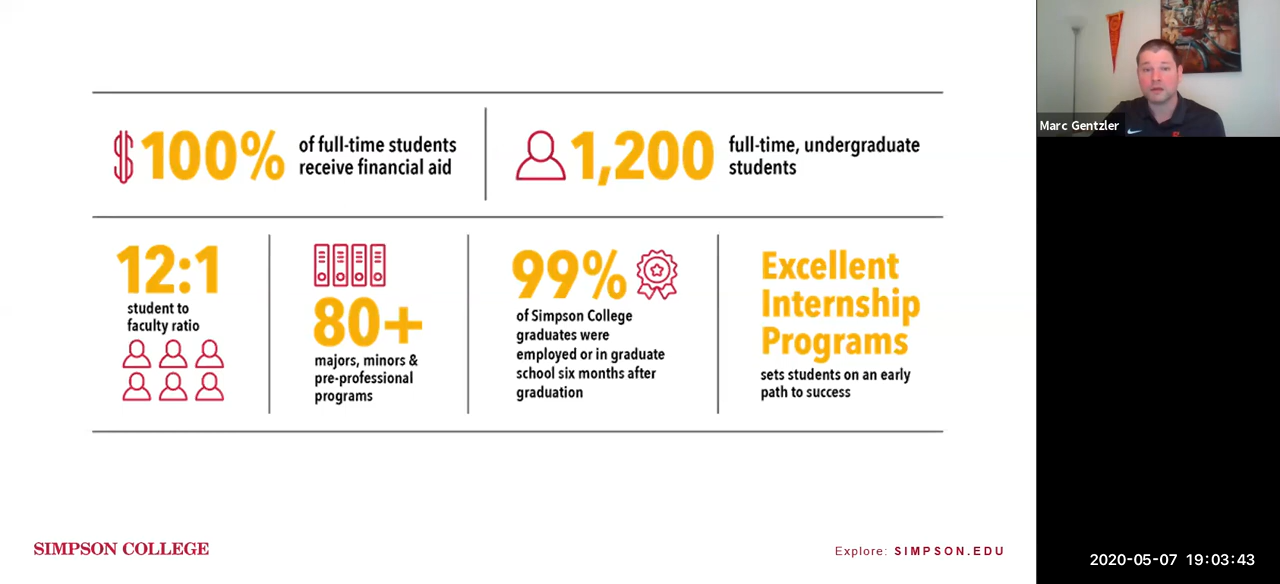 $ 100%
of full-time students
receive financial aid
1,200
full-time, undergraduate
students
12:1
student to
faculty ratio
80+
majors, minors &
pre-professional
programs
99%
of Simpson College
graduates were
employed or in graduate
school six months after
graduation
Excellent
Internship
Programs
sets students on an early
path to success
SIMPSON COLLEGE
Explore: SIMPSON.EDU
Marc Gentzler
2020-05-07 19:03:43